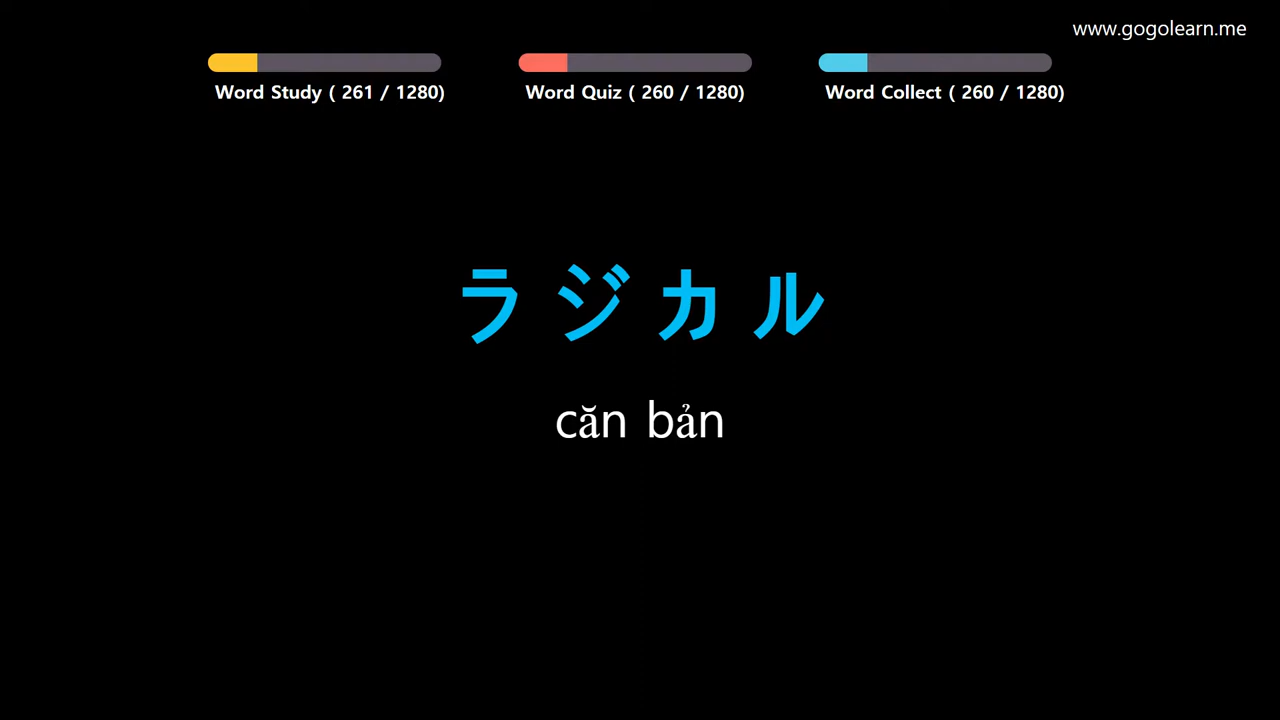 www.gogolearn.me
Word Study ( 261 / 1280)
Word Quiz ( 260 / 1280)
Word Collect ( 260 / 1280)
ラジカル
căn bản